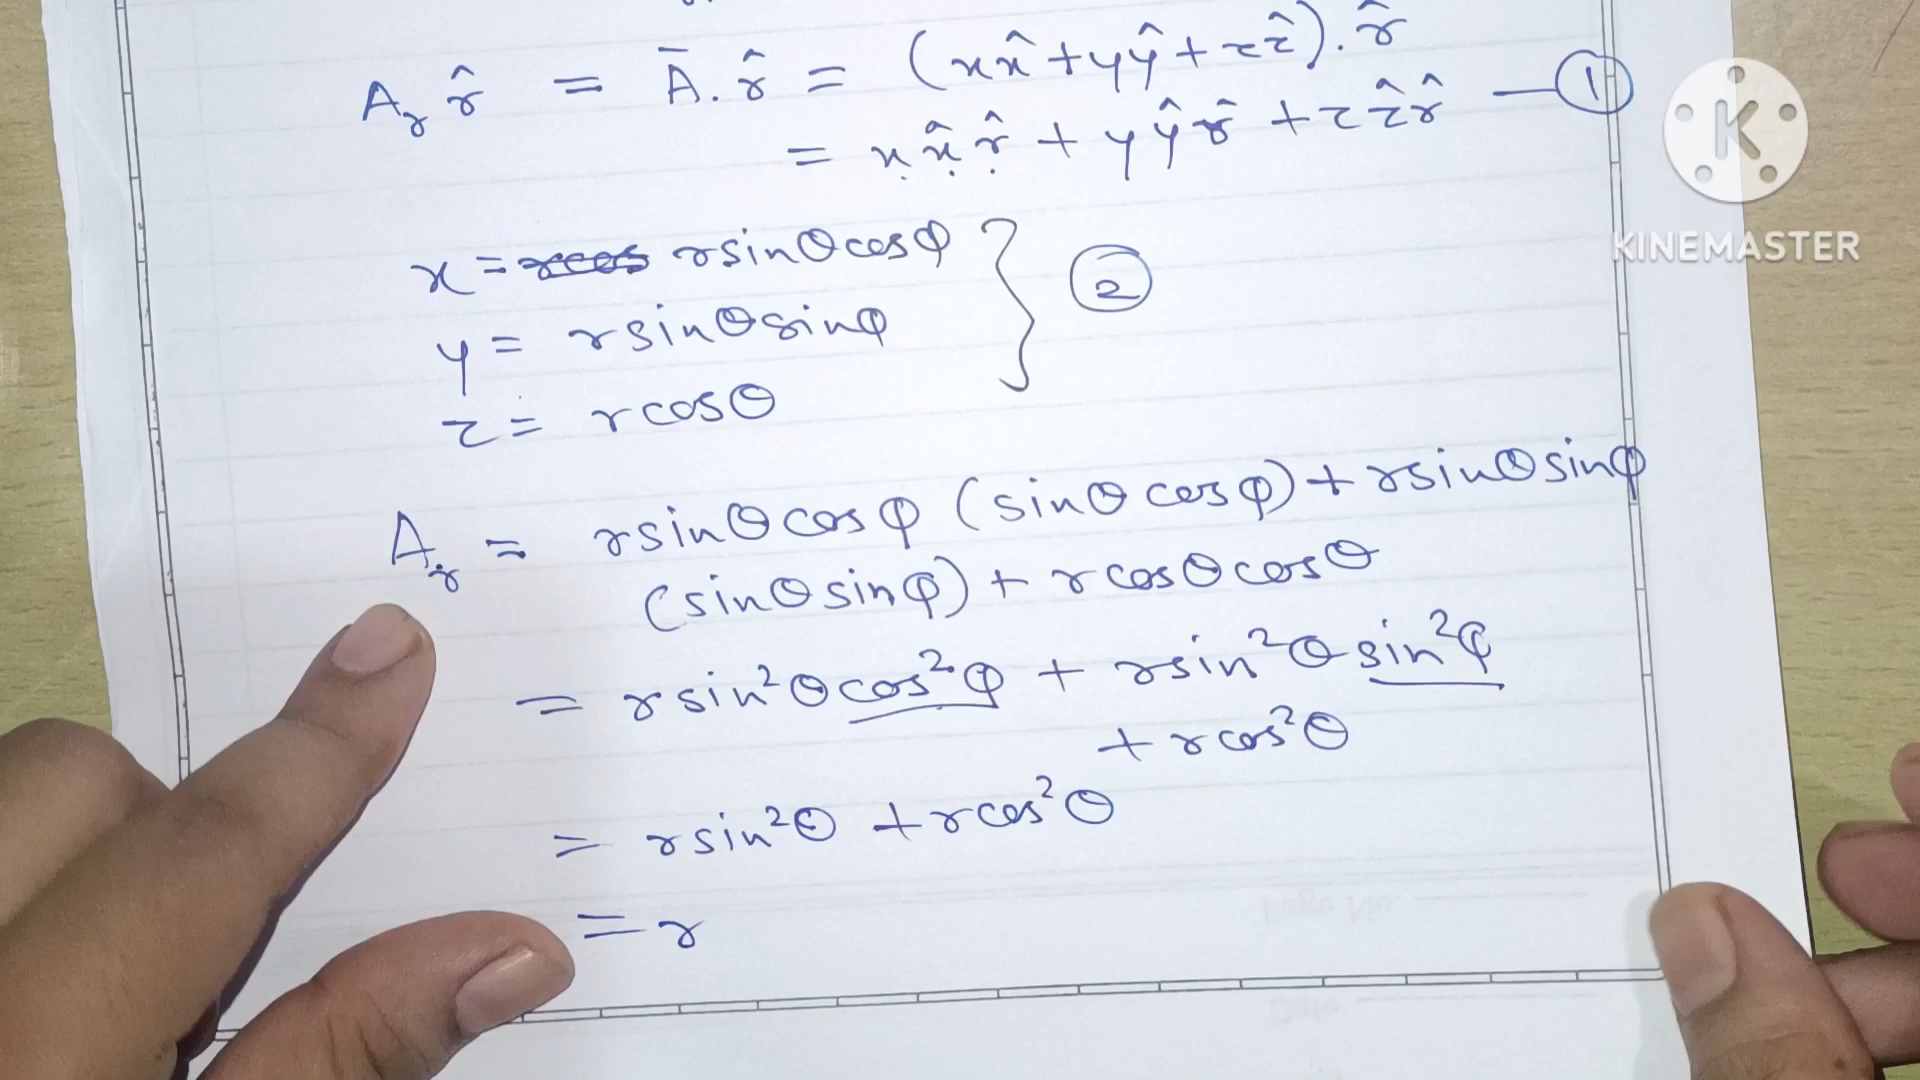 A_r r̂ = Ā. r̂ = (xx̂ + yŷ + zẑ). r̂
= x x̂ r̂ + y ŷ r̂ + z ẑ r̂ — ①
x = r sinθ cosφ
y = r sinθ sinφ } ②
z = r cosθ
A_r = r sinθ cosφ (sinθ cosφ) + r sinθ sinφ
(sinθ sinφ) + r cosθ cosθ
= r sin²θ cos²φ + r sin²θ sin²φ
+ r cos²θ
= r sin²θ + r cos²θ
= r
K
KINEMASTER